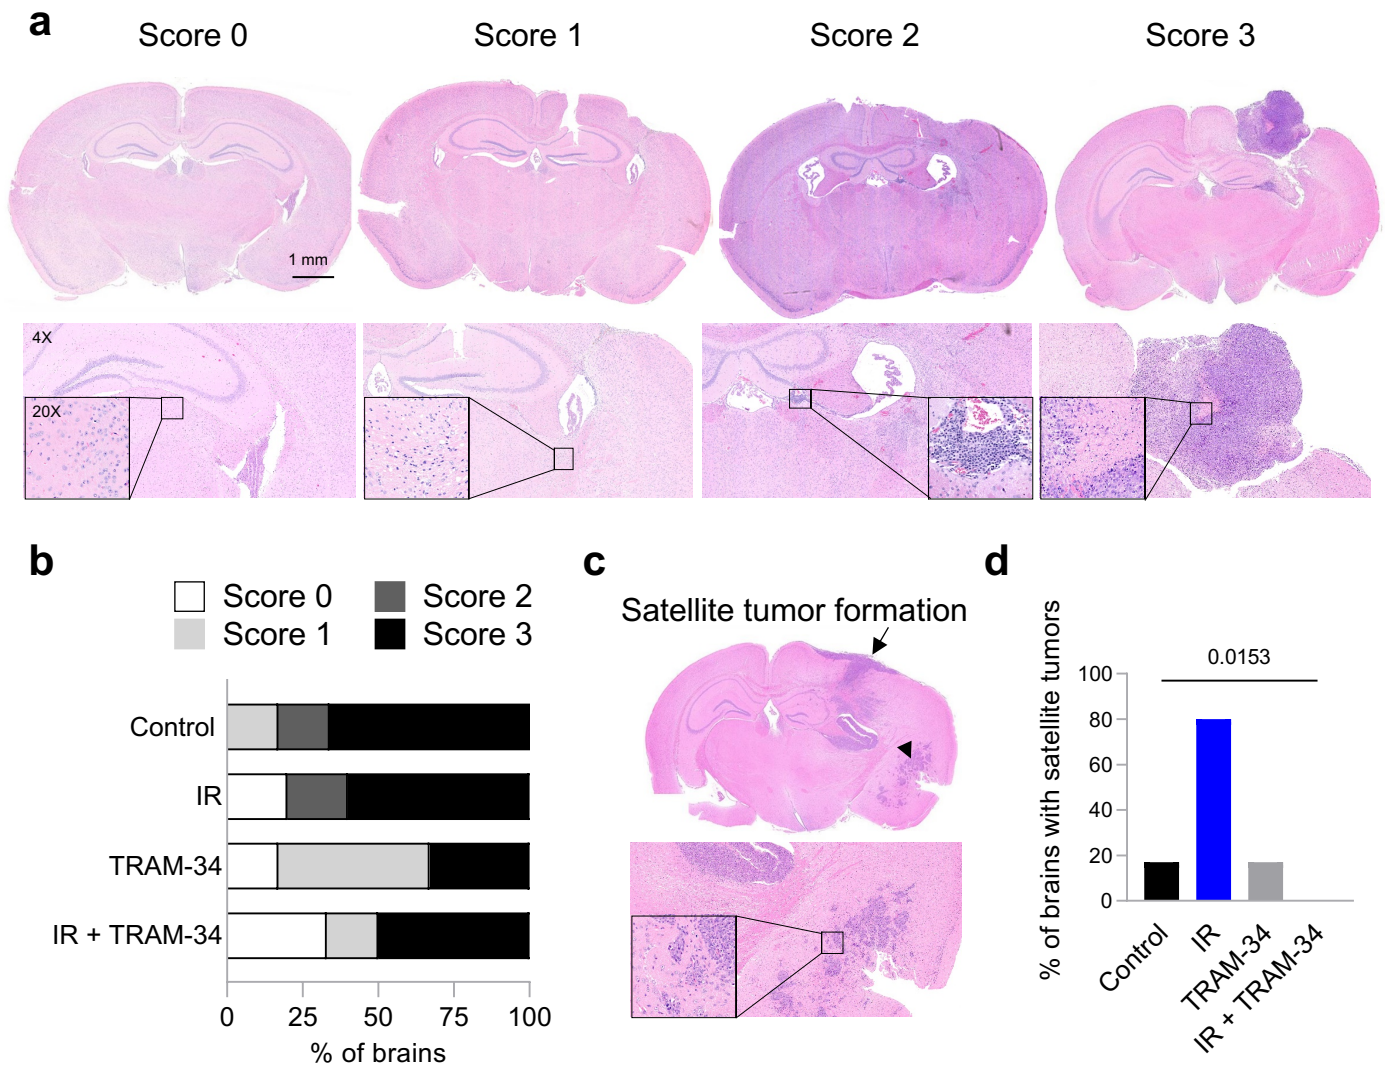 a
Score 0
Score 1
Score 2
Score 3
1 mm
4X
20X
b
Score 0
Score 2
Score 1
Score 3
Control
IR
TRAM-34
IR + TRAM-34
0
25
50
75
100
% of brains
c
Satellite tumor formation
d
% of brains with satellite tumors
0.0153
100
80
60
40
20
0
Control
IR
TRAM-34
IR + TRAM-34